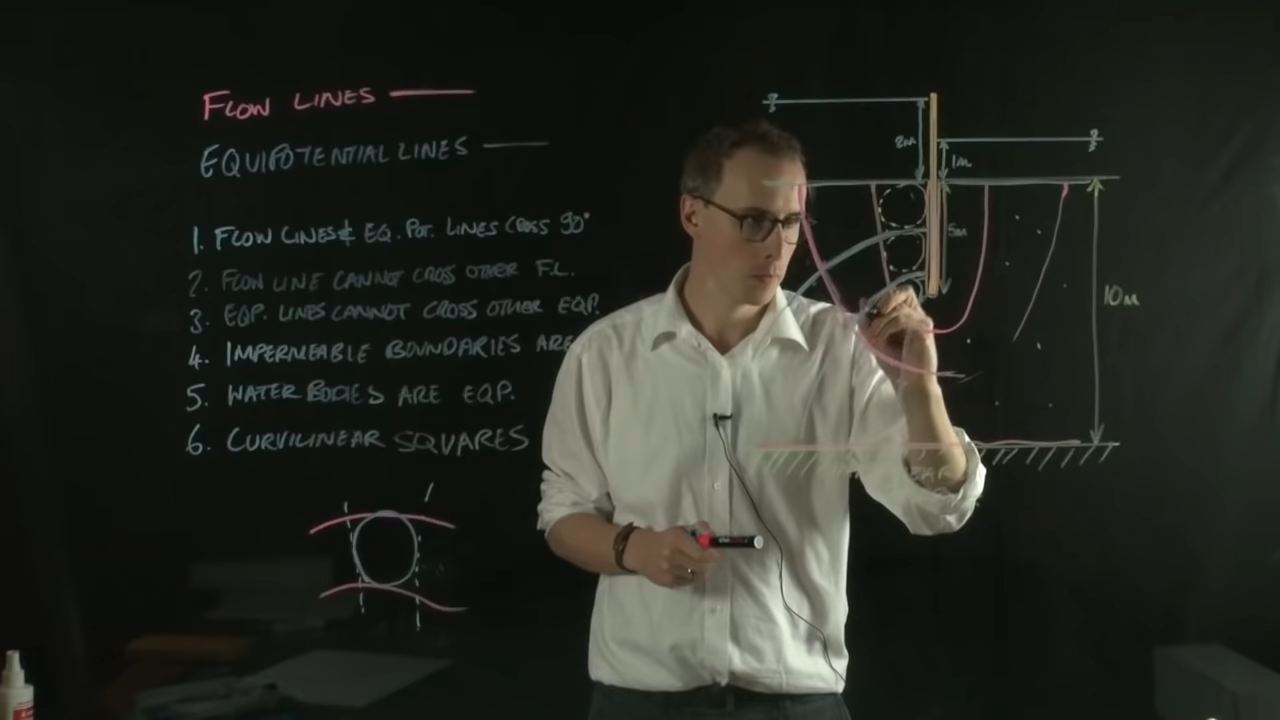 FLOW LINES
EQUIPOTENTIAL LINES
1. FLOW LINES & EQ. POT. LINES CROSS 90°
2. FLOW LINE CANNOT CROSS OTHER F.L.
3. EQP. LINES CANNOT CROSS OTHER EQP.
4. IMPERMEABLE BOUNDARIES ARE
5. WATER BODIES ARE EQP.
6. CURVILINEAR SQUARES
2m
1m
5m
10m